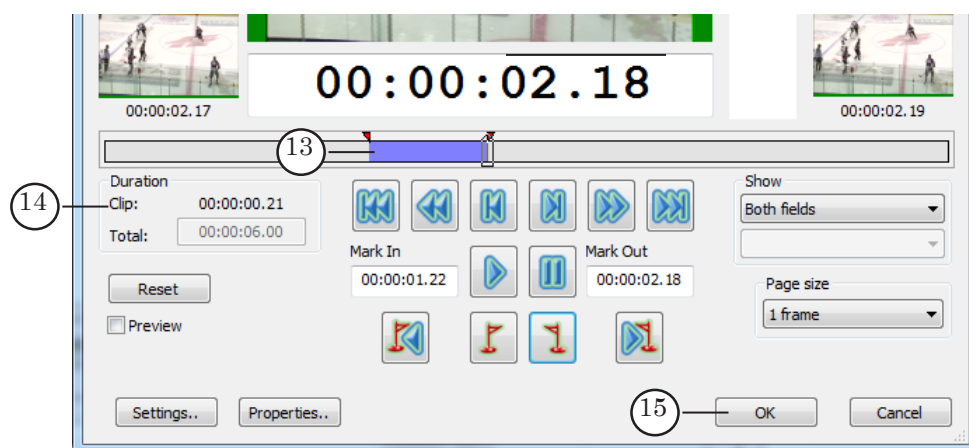 00:00:02.17
00:00:02.18
00:00:02.19
13
14
Duration
Clip: 00:00:00.21
Total: 00:00:06.00
Mark In
00:00:01.22
Mark Out
00:00:02.18
Show
Both fields
Page size
1 frame
Reset
Preview
Settings..
Properties..
15
OK
Cancel